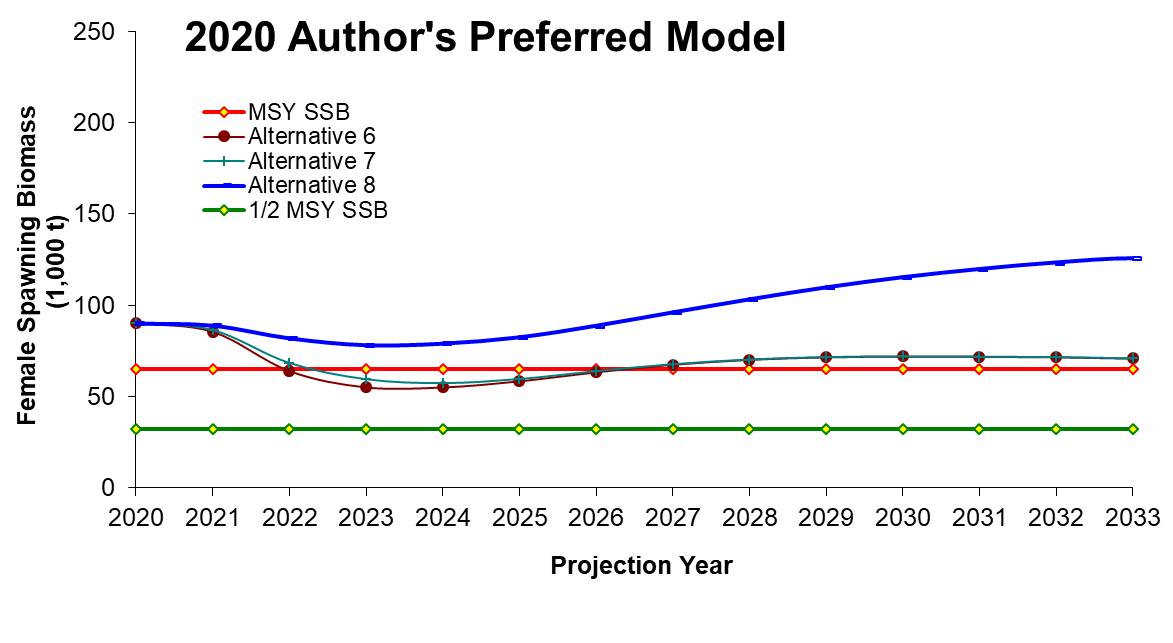 2020 Author's Preferred Model
250
200
150
100
50
0
Female Spawning Biomass
(1,000 t)
MSY SSB
Alternative 6
Alternative 7
Alternative 8
1/2 MSY SSB
2020 2021 2022 2023 2024 2025 2026 2027 2028 2029 2030 2031 2032 2033
Projection Year